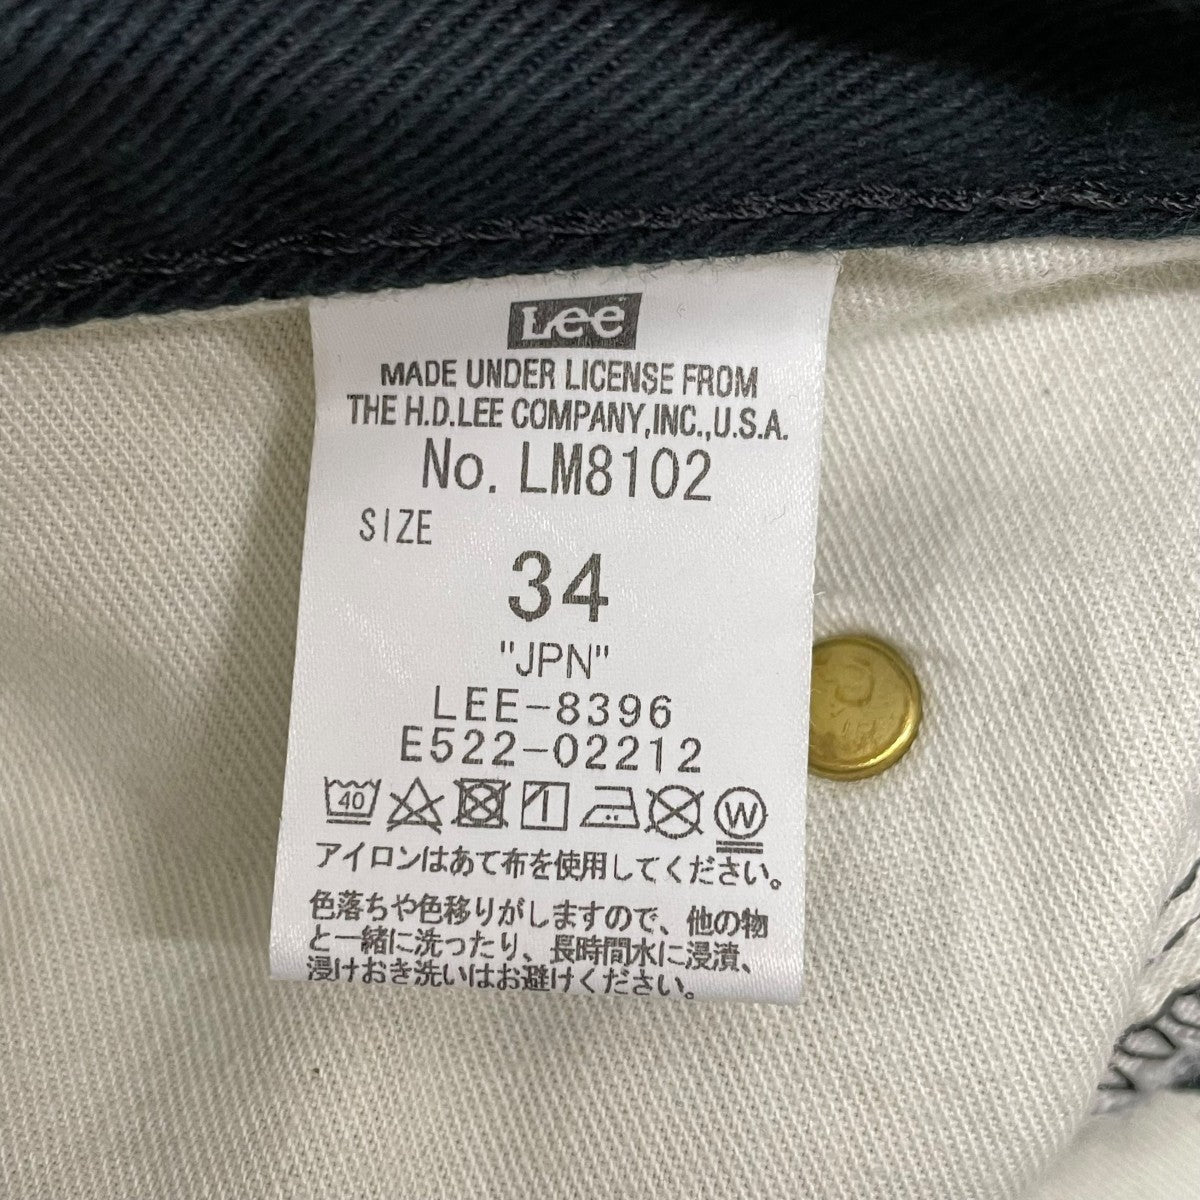 Lee
MADE UNDER LICENSE FROM
THE H.D.LEE COMPANY,INC.,U.S.A.
No. LM8102
SIZE
34
"JPN"
LEE-8396
E522-02212
40 W
アイロンはあて布を使用してください。
色落ちや色移りがしますので、他の物
と一緒に洗ったり、長時間水に浸漬、
浸けおき洗いはお避けください。